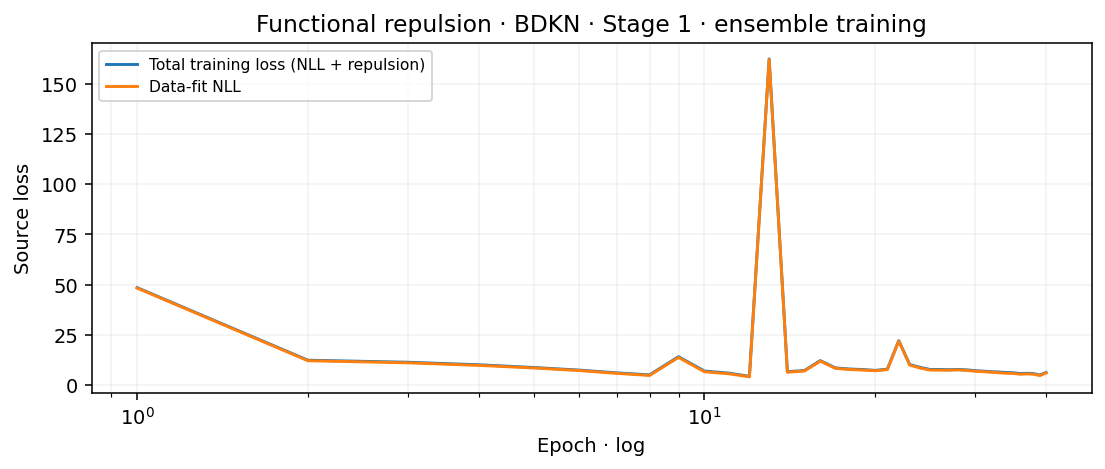 Functional repulsion · BDKN · Stage 1 · ensemble training
Total training loss (NLL + repulsion)
Data-fit NLL
Source loss
150
125
100
75
50
25
0
10⁰
10¹
Epoch · log